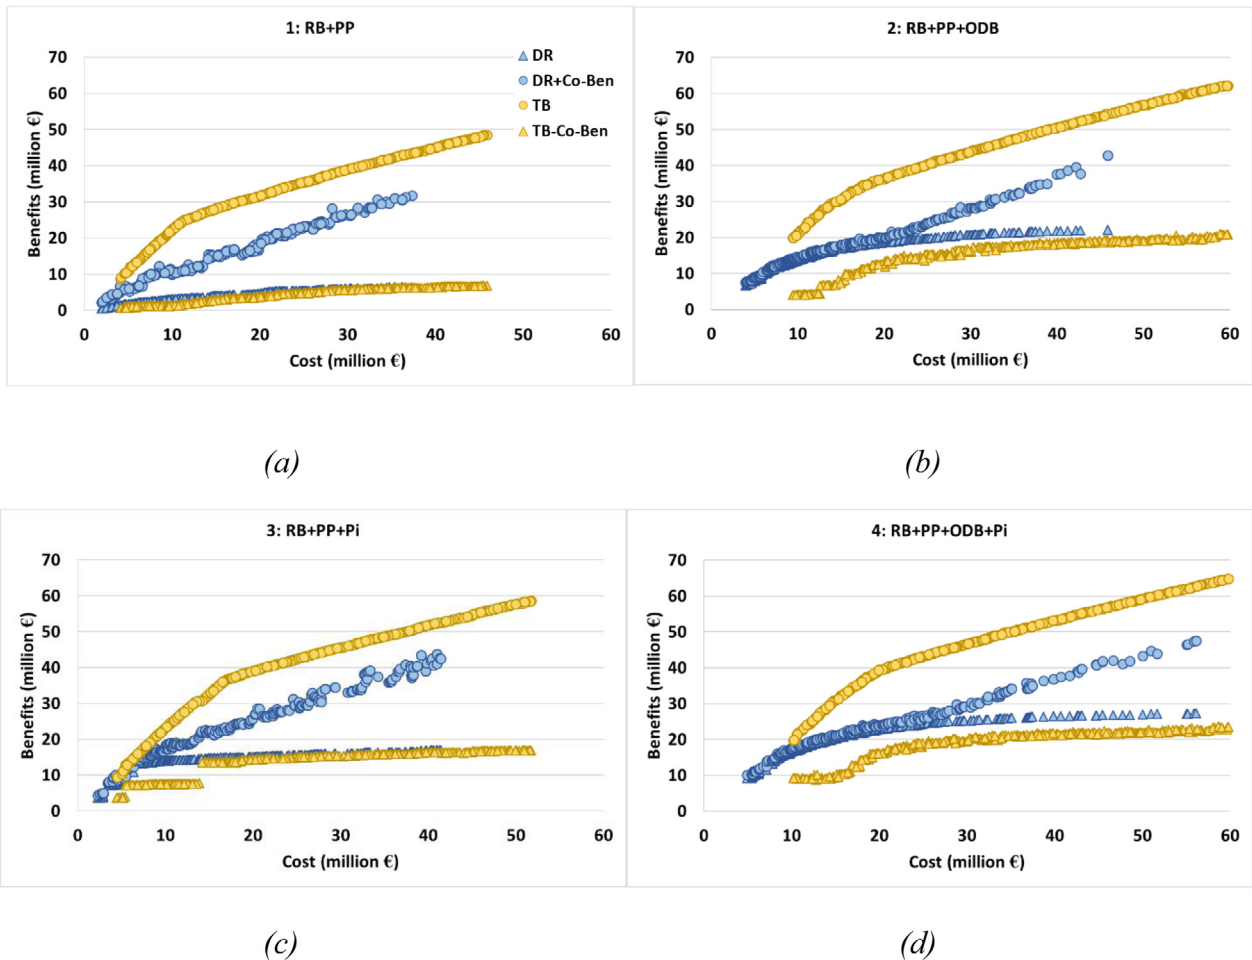 1: RB+PP
70
60
50
40
30
20
10
0
Benefits (million €)
0 10 20 30 40 50 60
Cost (million €)
DR
DR+Co-Ben
TB
TB-Co-Ben
2: RB+PP+ODB
70
60
50
40
30
20
10
0
Benefits (million €)
0 10 20 30 40 50 60
Cost (million €)
(a)
(b)
3: RB+PP+Pi
70
60
50
40
30
20
10
0
Benefits (million €)
0 10 20 30 40 50 60
Cost (million €)
4: RB+PP+ODB+Pi
70
60
50
40
30
20
10
0
Benefits (million €)
0 10 20 30 40 50 60
Cost (million €)
(c)
(d)